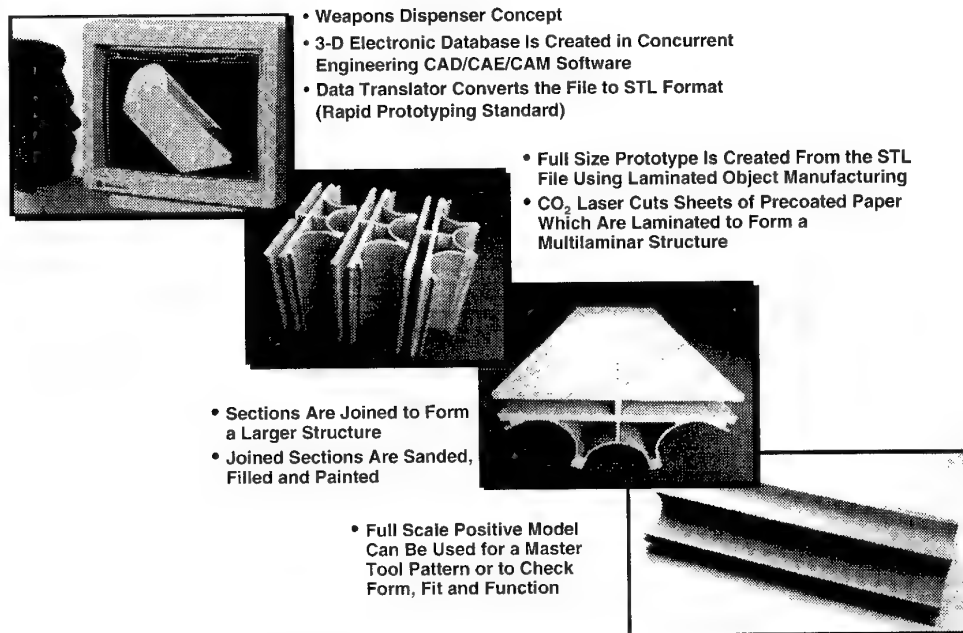 • Weapons Dispenser Concept
• 3-D Electronic Database Is Created in Concurrent
Engineering CAD/CAE/CAM Software
• Data Translator Converts the File to STL Format
(Rapid Prototyping Standard)
• Full Size Prototype Is Created From the STL
File Using Laminated Object Manufacturing
• CO₂ Laser Cuts Sheets of Precoated Paper
Which Are Laminated to Form a
Multilaminar Structure
• Sections Are Joined to Form
a Larger Structure
• Joined Sections Are Sanded,
Filled and Painted
• Full Scale Positive Model
Can Be Used for a Master
Tool Pattern or to Check
Form, Fit and Function